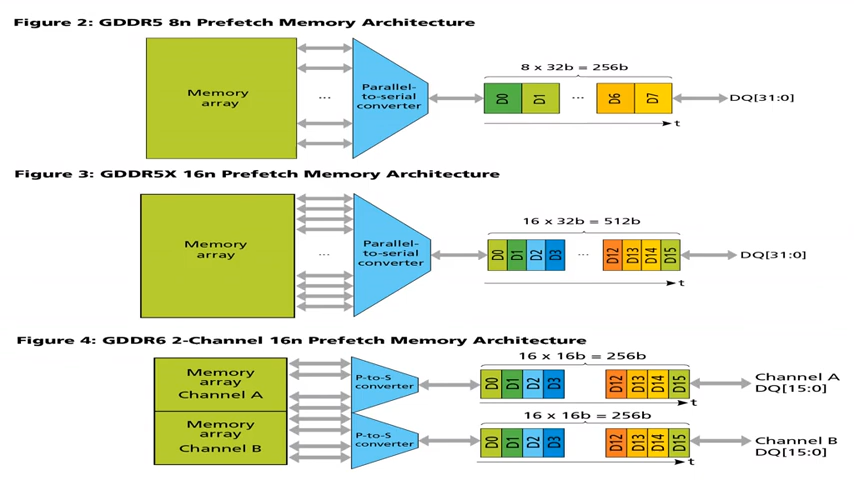 Figure 2: GDDR5 8n Prefetch Memory Architecture
Memory
array
...
Parallel-
to-serial
converter
8 x 32b = 256b
D0
D1
...
D6
D7
DQ[31:0]
t
Figure 3: GDDR5X 16n Prefetch Memory Architecture
Memory
array
...
Parallel-
to-serial
converter
16 x 32b = 512b
D0
D1
D2
D3
...
D12
D13
D14
D15
DQ[31:0]
t
Figure 4: GDDR6 2-Channel 16n Prefetch Memory Architecture
Memory
array
Channel A
P-to-S
converter
16 x 16b = 256b
D0
D1
D2
D3
D12
D13
D14
D15
t
Channel A
DQ[15:0]
Memory
array
Channel B
P-to-S
converter
16 x 16b = 256b
D0
D1
D2
D3
D12
D13
D14
D15
t
Channel B
DQ[15:0]